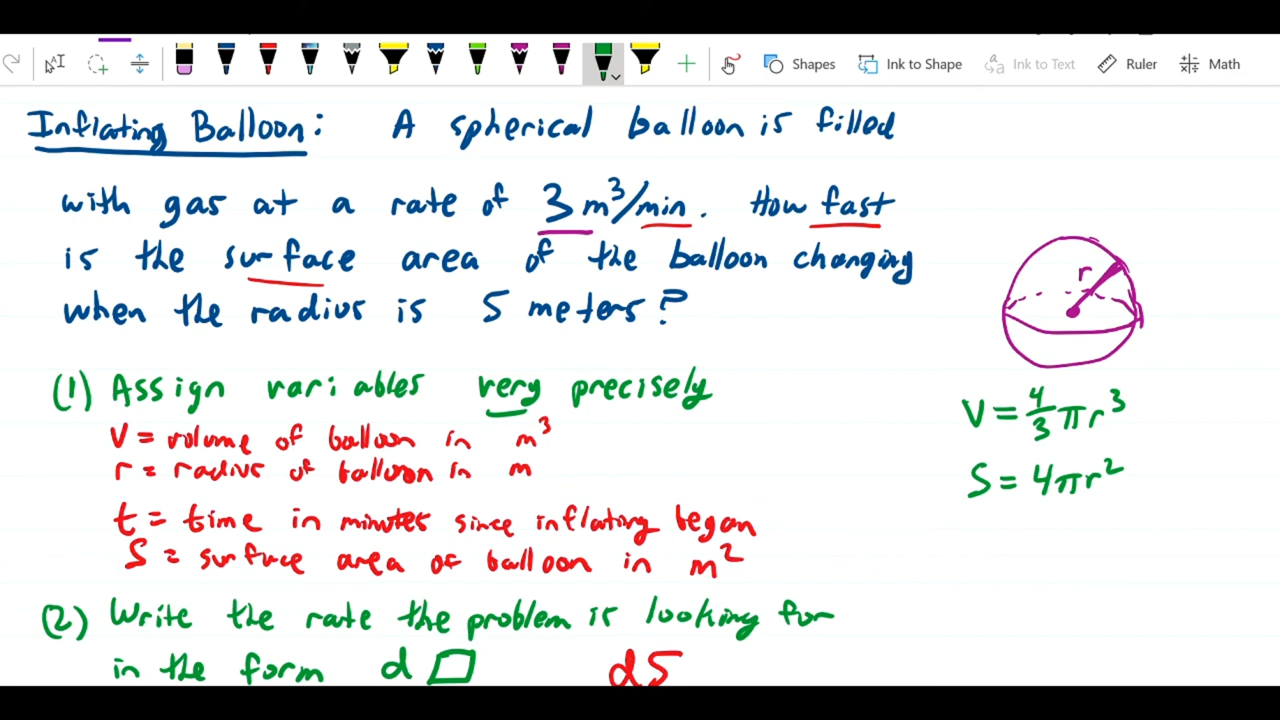 Shapes Ink to Shape Ink to Text Ruler Math
Inflating Balloon: A spherical balloon is filled
with gas at a rate of 3 m³/min. How fast
is the surface area of the balloon changing
when the radius is 5 meters?
r
V = 4/3 πr³
S = 4πr²
(1) Assign variables very precisely
V = volume of balloon in m³
r = radius of balloon in m
t = time in minutes since inflating began
S = surface area of balloon in m²
(2) Write the rate the problem is looking for
in the form d□ dS